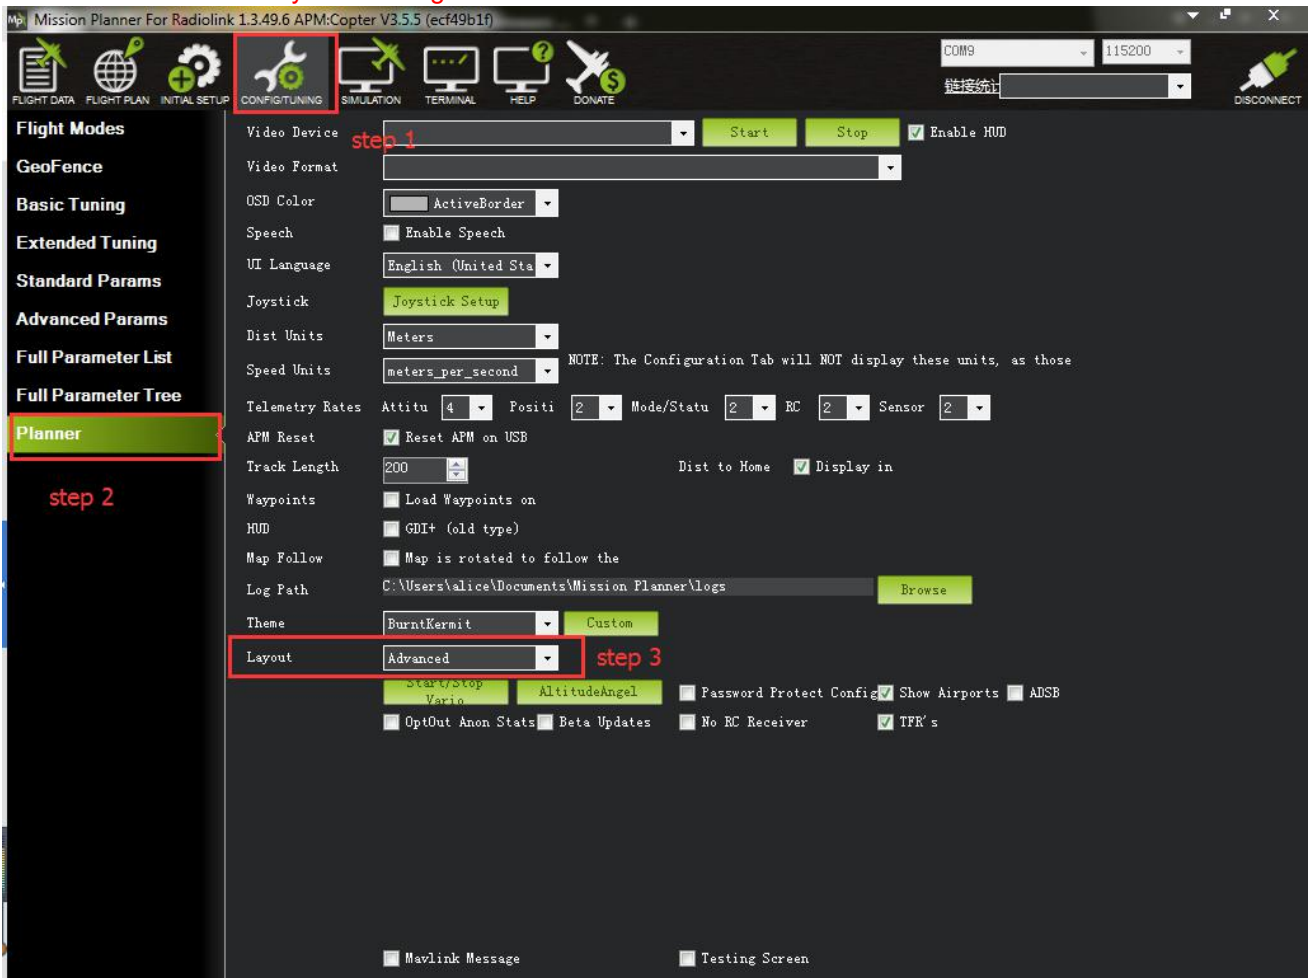 Mission Planner For Radiolink 1.3.49.6 APM:Copter V3.5.5 (ecf49b1f)
FLIGHT DATA FLIGHT PLAN INITIAL SETUP CONFIG/TUNING SIMULATION TERMINAL HELP DONATE
COM9 115200
链接统计
DISCONNECT
Flight Modes
GeoFence
Basic Tuning
Extended Tuning
Standard Params
Advanced Params
Full Parameter List
Full Parameter Tree
Planner
step 2
step 1
Video Device Start Stop Enable HUD
Video Format
OSD Color ActiveBorder
Speech Enable Speech
UI Language English (United Sta
Joystick Joystick Setup
Dist Units Meters
NOTE: The Configuration Tab will NOT display these units, as those
Speed Units meters_per_second
Telemetry Rates Attitu 4 Positi 2 Mode/Statu 2 RC 2 Sensor 2
APM Reset Reset APM on USB
Track Length 200 Dist to Home Display in
Waypoints Load Waypoints on
HUD GDI+ (old type)
Map Follow Map is rotated to follow the
Log Path C:\Users\alice\Documents\Mission Planner\logs Browse
Theme BurntKermit Custom
Layout Advanced step 3
Start/Stop
Vario
AltitudeAngel Password Protect Config Show Airports ADSB
OptOut Anon Stats Beta Updates No RC Receiver TFR's
Mavlink Message Testing Screen